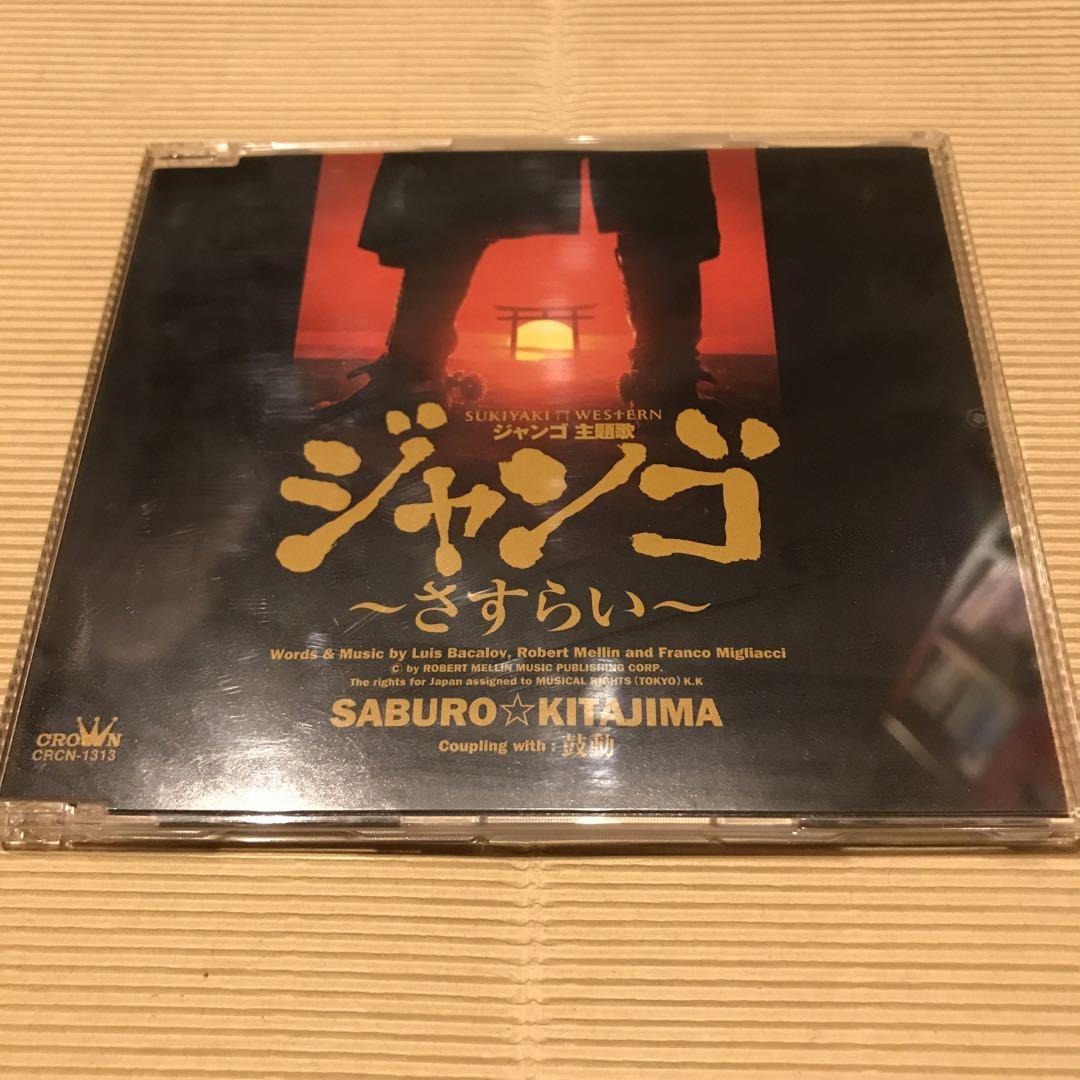 SUKIYAKI WESTERN
ジャンゴ 主題歌
ジャンゴ
～さすらい～
Words & Music by Luis Bacalov, Robert Mellin and Franco Migliacci
(C) by ROBERT MELLIN MUSIC PUBLISHING CORP.
The rights for Japan assigned to MUSICAL RIGHTS (TOKYO) K.K
SABURO☆KITAJIMA
Coupling with : 鼓動
CROWN
CRCN-1313